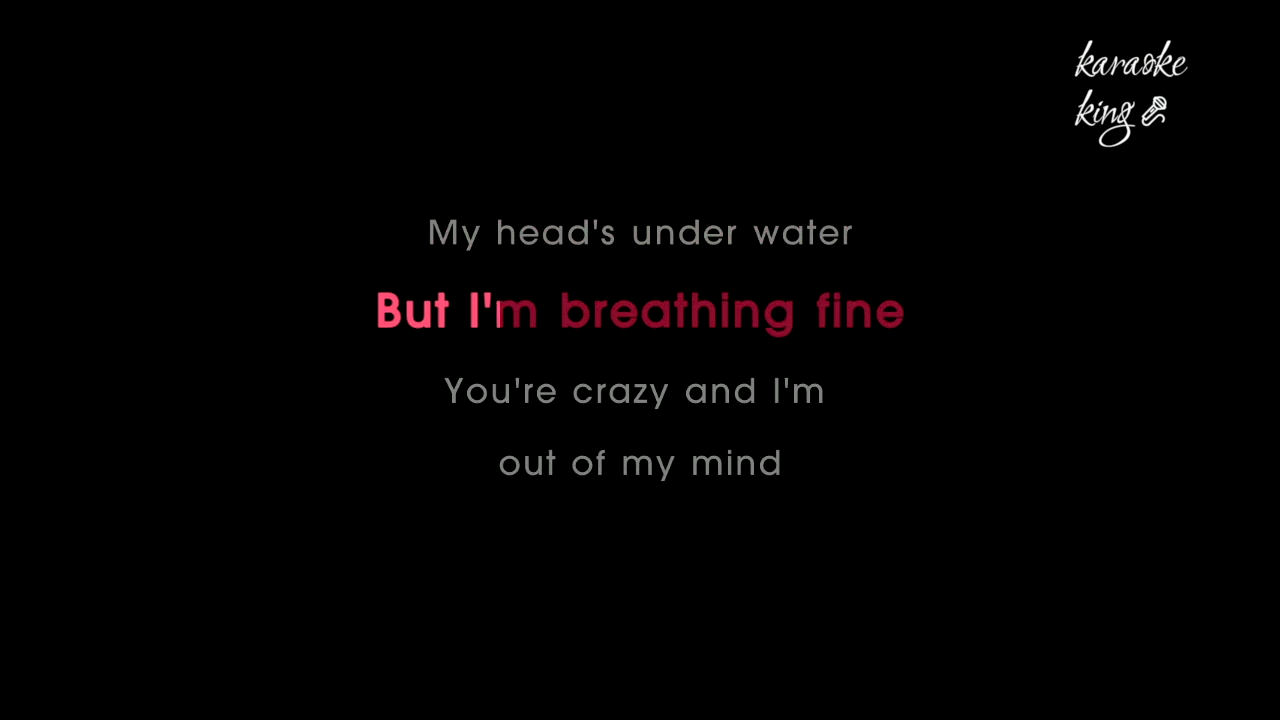 karaoke
king
My head's under water
But I'm breathing fine
You're crazy and I'm
out of my mind